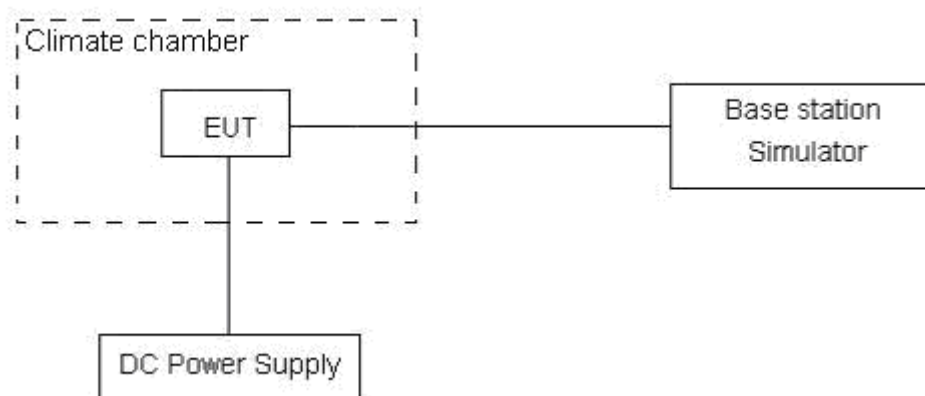 Climate chamber
EUT
Base station
Simulator
DC Power Supply